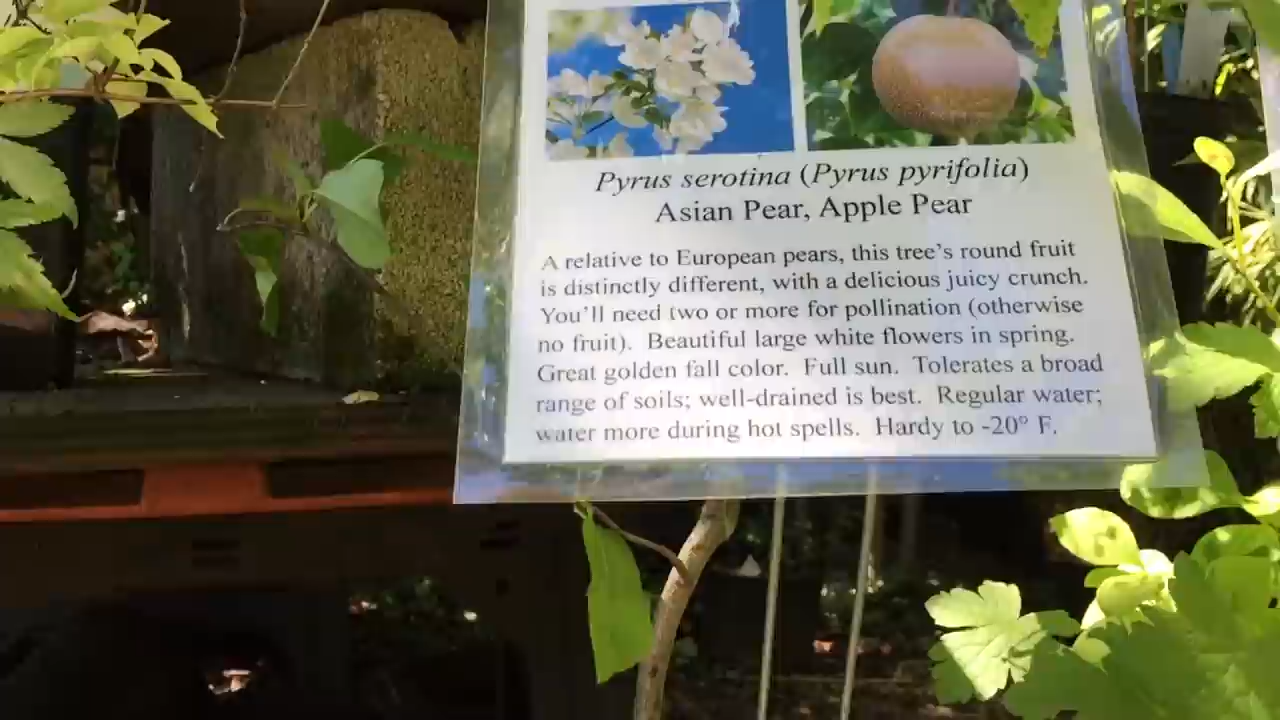 Pyrus serotina (Pyrus pyrifolia)
Asian Pear, Apple Pear
A relative to European pears, this tree's round fruit
is distinctly different, with a delicious juicy crunch.
You'll need two or more for pollination (otherwise
no fruit).  Beautiful large white flowers in spring.
Great golden fall color.  Full sun.  Tolerates a broad
range of soils; well-drained is best.  Regular water;
water more during hot spells.  Hardy to -20° F.